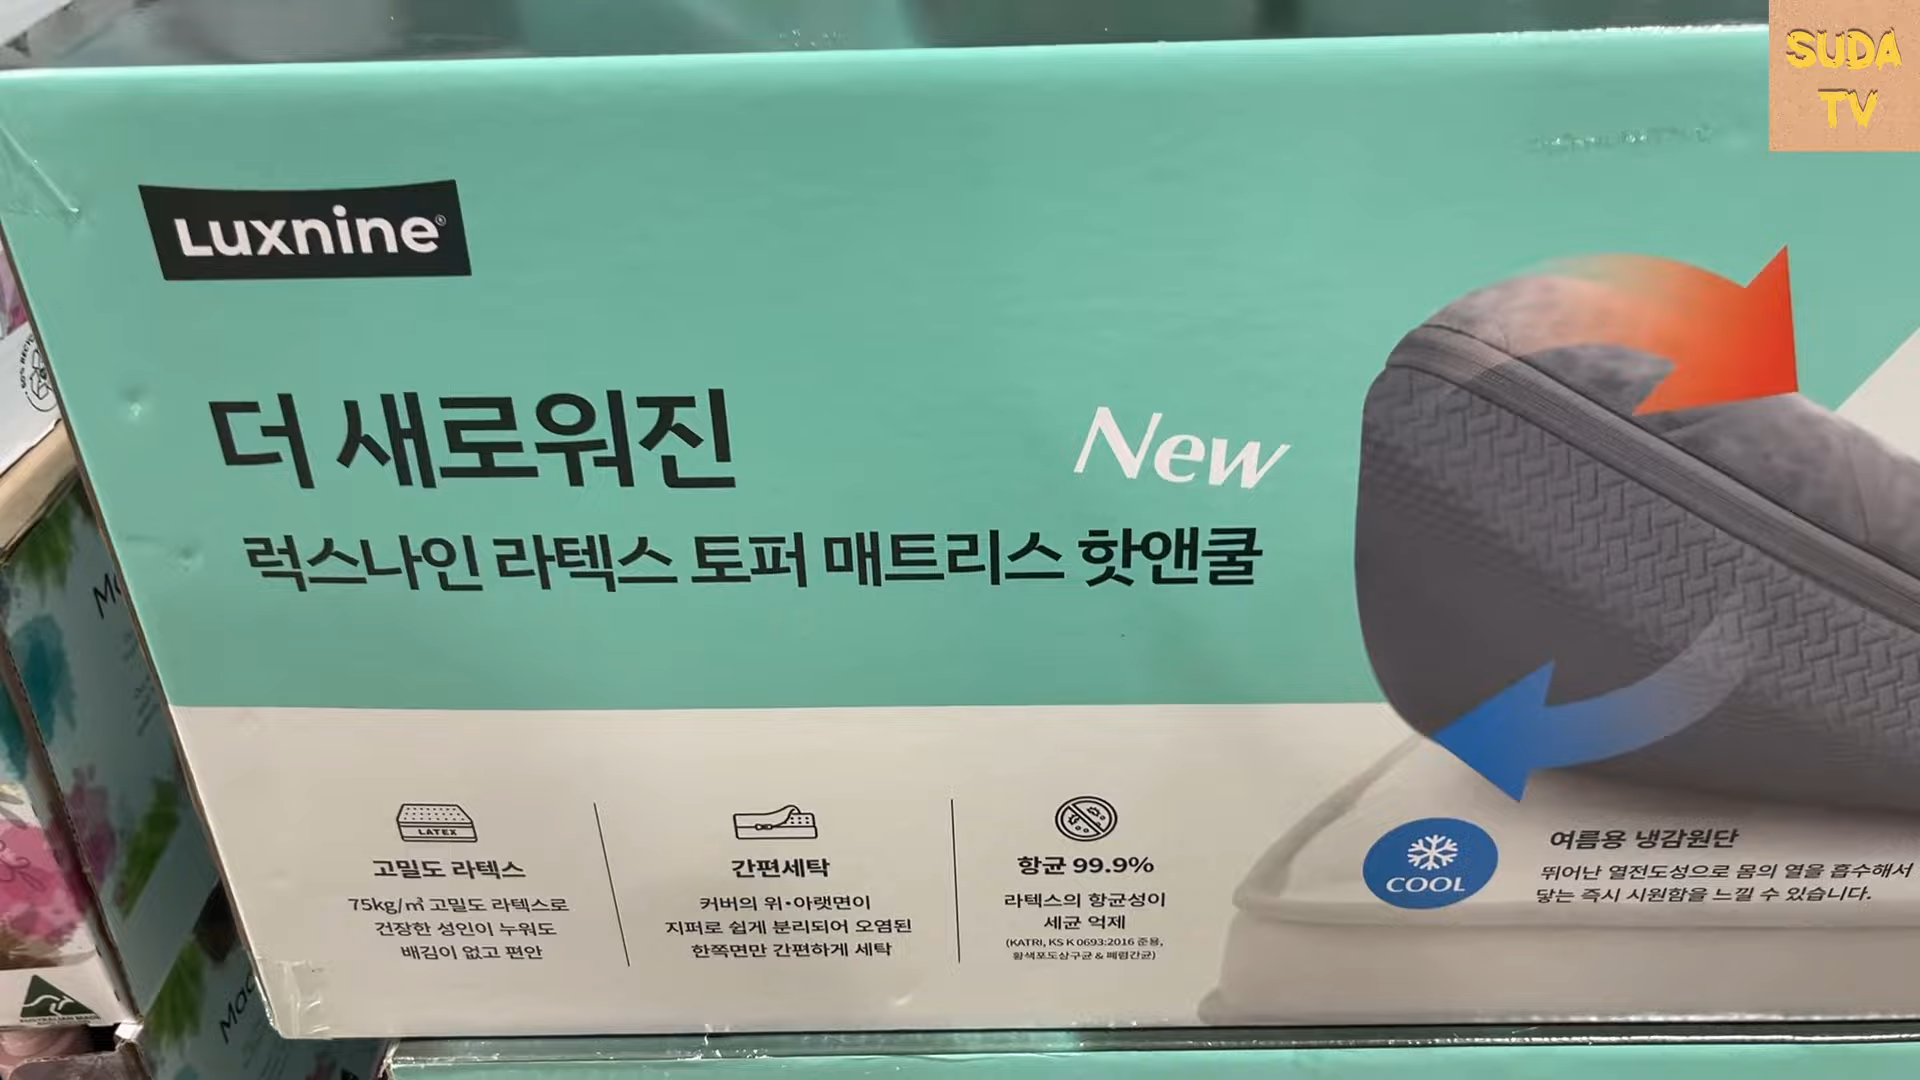 SUDA
TV
Luxnine®
더 새로워진
New
럭스나인 라텍스 토퍼 매트리스 핫앤쿨
LATEX
고밀도 라텍스
75kg/㎥ 고밀도 라텍스로
건장한 성인이 누워도
배김이 없고 편안
간편세탁
커버의 위·아랫면이
지퍼로 쉽게 분리되어 오염된
한쪽면만 간편하게 세탁
항균 99.9%
라텍스의 항균성이
세균 억제
(KATRI, KS K 0693:2016 준용,
황색포도상구균 & 폐렴간균)
COOL
여름용 냉감원단
뛰어난 열전도성으로 몸의 열을 흡수해서
닿는 즉시 시원함을 느낄 수 있습니다.
AUSTRALIAN MADE